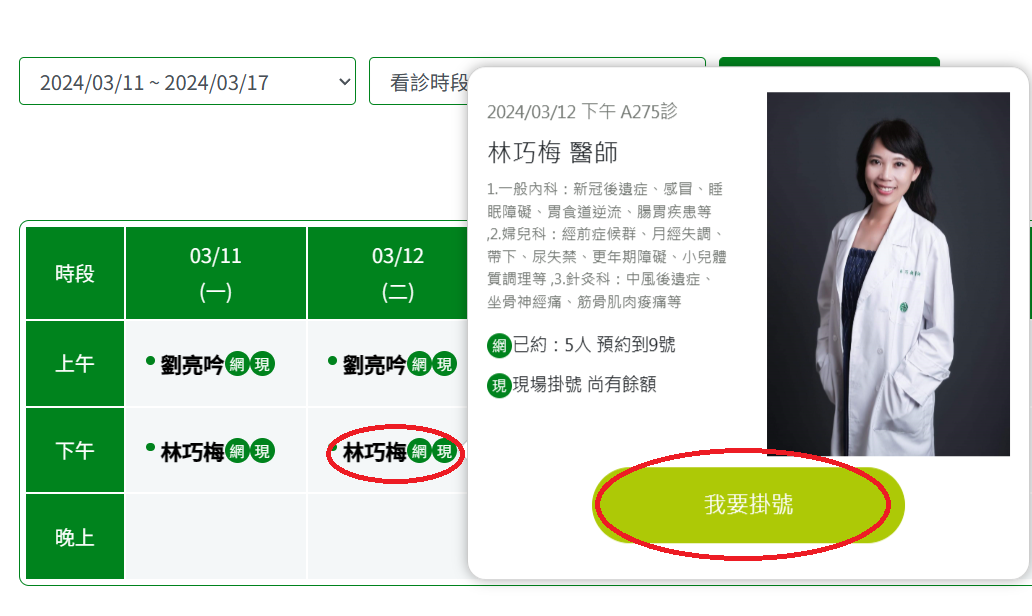 2024/03/11 ~ 2024/03/17
看診時段
2024/03/12 下午 A275診
林巧梅 醫師
1.一般內科：新冠後遺症、感冒、睡
眠障礙、胃食道逆流、腸胃疾患等
,2.婦兒科：經前症候群、月經失調、
帶下、尿失禁、更年期障礙、小兒體
質調理等 ,3.針灸科：中風後遺症、
坐骨神經痛、筋骨肌肉痠痛等
網已約：5人 預約到9號
現現場掛號 尚有餘額
我要掛號
時段 03/11 (一) 03/12 (二)
上午 劉亮吟網現 劉亮吟網現
下午 林巧梅網現 林巧梅網現
晚上